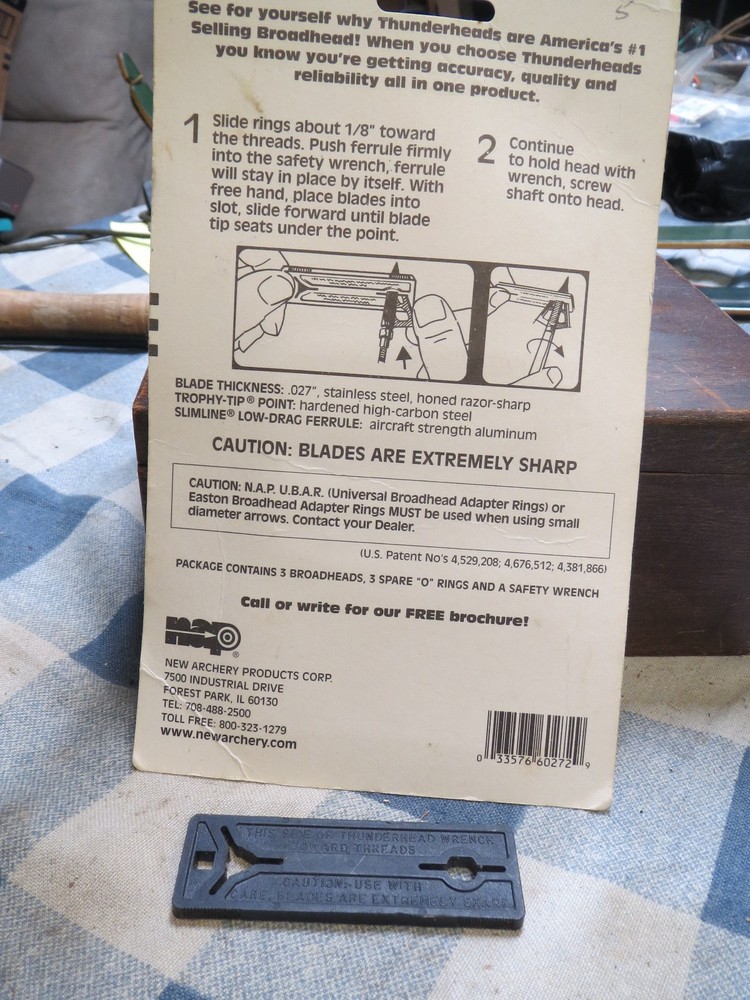 5
See for yourself why Thunderheads are America's #1
Selling Broadhead! When you choose Thunderheads
you know you're getting accuracy, quality and
reliability all in one product.
1 Slide rings about 1/8" toward
the threads. Push ferrule firmly
into the safety wrench, ferrule
will stay in place by itself. With
free hand, place blades into
slot, slide forward until blade
tip seats under the point.
2 Continue
to hold head with
wrench, screw
shaft onto head.
BLADE THICKNESS: .027", stainless steel, honed razor-sharp
TROPHY-TIP® POINT: hardened high-carbon steel
SLIMLINE® LOW-DRAG FERRULE: aircraft strength aluminum
CAUTION: BLADES ARE EXTREMELY SHARP
CAUTION: N.A.P. U.B.A.R. (Universal Broadhead Adapter Rings) or
Easton Broadhead Adapter Rings MUST be used when using small
diameter arrows. Contact your Dealer.
(U.S. Patent No's 4,529,208; 4,676,512; 4,381,866)
PACKAGE CONTAINS 3 BROADHEADS, 3 SPARE "O" RINGS AND A SAFETY WRENCH
Call or write for our FREE brochure!
nap®
NEW ARCHERY PRODUCTS CORP.
7500 INDUSTRIAL DRIVE
FOREST PARK, IL 60130
TEL: 708-488-2500
TOLL FREE: 800-323-1279
www.newarchery.com
0 33576 60272 9
THIS SIDE OF THUNDERHEAD WRENCH
TOWARD THREADS
CAUTION: USE WITH
CARE, BLADES ARE EXTREMELY SHARP